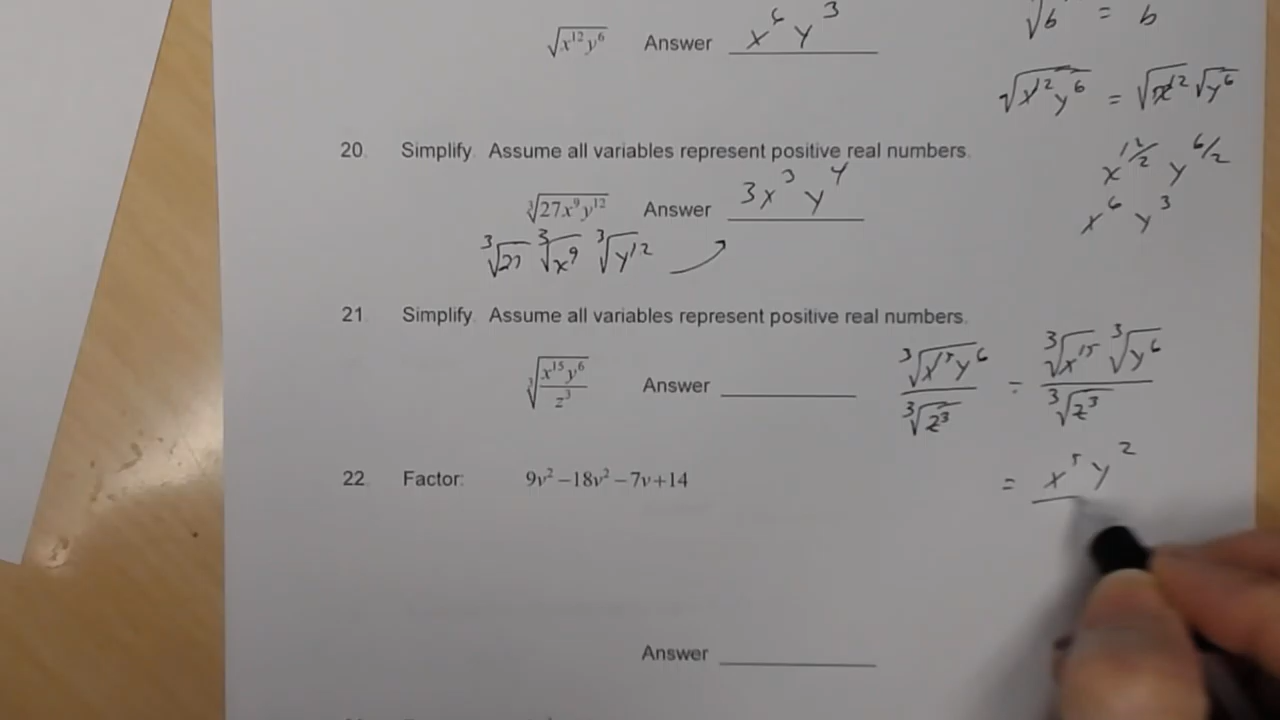 √x¹²y⁶ Answer x⁶y³
√6 = b
√x¹²y⁶ = √x¹² √y⁶
x^12/2 y^6/2
x⁶ y³
20. Simplify. Assume all variables represent positive real numbers.
∛27x⁹y¹² Answer 3x³y⁴
∛27 ∛x⁹ ∛y¹²
21 Simplify. Assume all variables represent positive real numbers.
∛(x¹⁵y⁶/z³) Answer
∛x¹⁵y⁶ / ∛z³ = ∛x¹⁵ ∛y⁶ / ∛z³
= x⁵y²
22 Factor: 9v²–18v²–7v+14
Answer